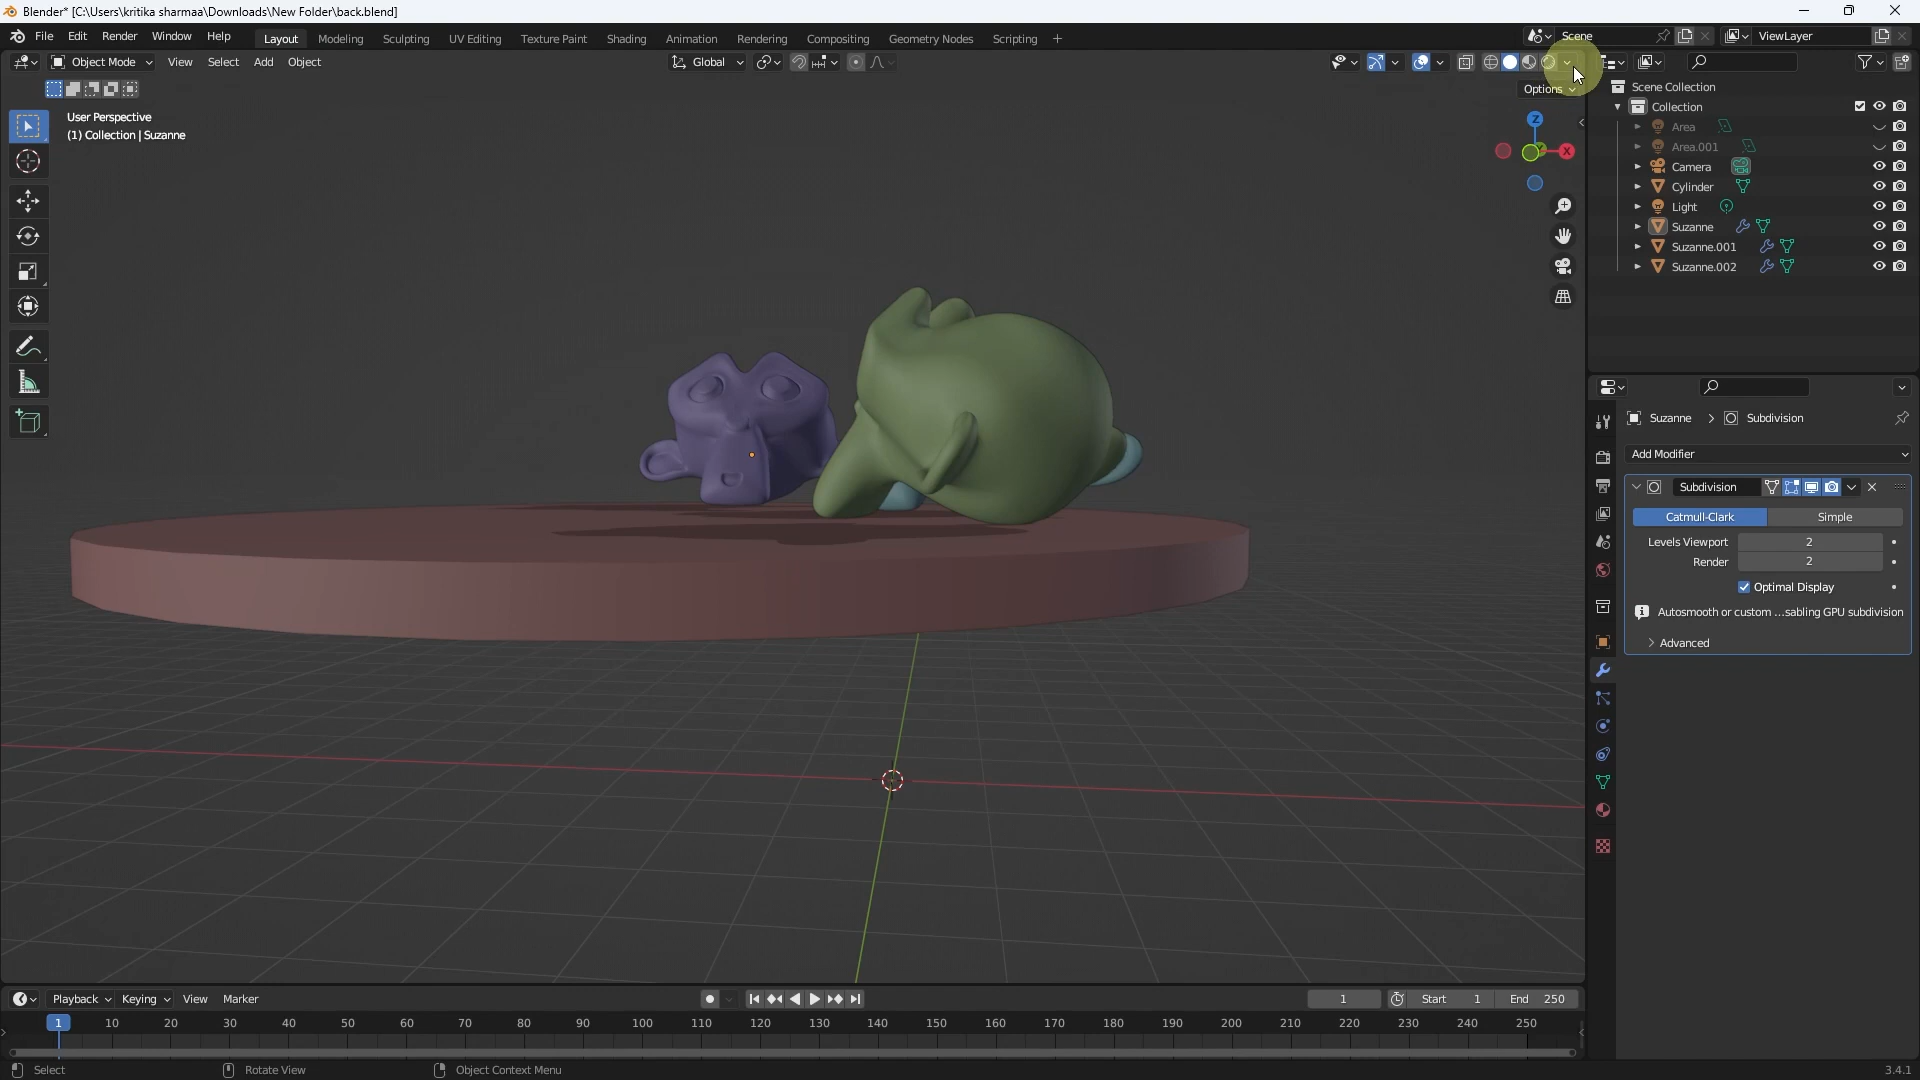 Blender* [C:\Users\kritika sharmaa\Downloads\New Folder\back.blend]
File Edit Render Window Help Layout Modeling Sculpting UV Editing Texture Paint Shading Animation Rendering Compositing Geometry Nodes Scripting + Scene ViewLayer
Object Mode View Select Add Object Global
Options
User Perspective
(1) Collection | Suzanne
Z
X
Scene Collection
Collection
Area
Area.001
Camera
Cylinder
Light
Suzanne
Suzanne.001
Suzanne.002
Suzanne > Subdivision
Add Modifier
Subdivision
Catmull-Clark Simple
Levels Viewport 2
Render 2
Optimal Display
Autosmooth or custom ...sabling GPU subdivision
Advanced
Playback Keying View Marker 1 Start 1 End 250
1 10 20 30 40 50 60 70 80 90 100 110 120 130 140 150 160 170 180 190 200 210 220 230 240 250
Select Rotate View Object Context Menu 3.4.1